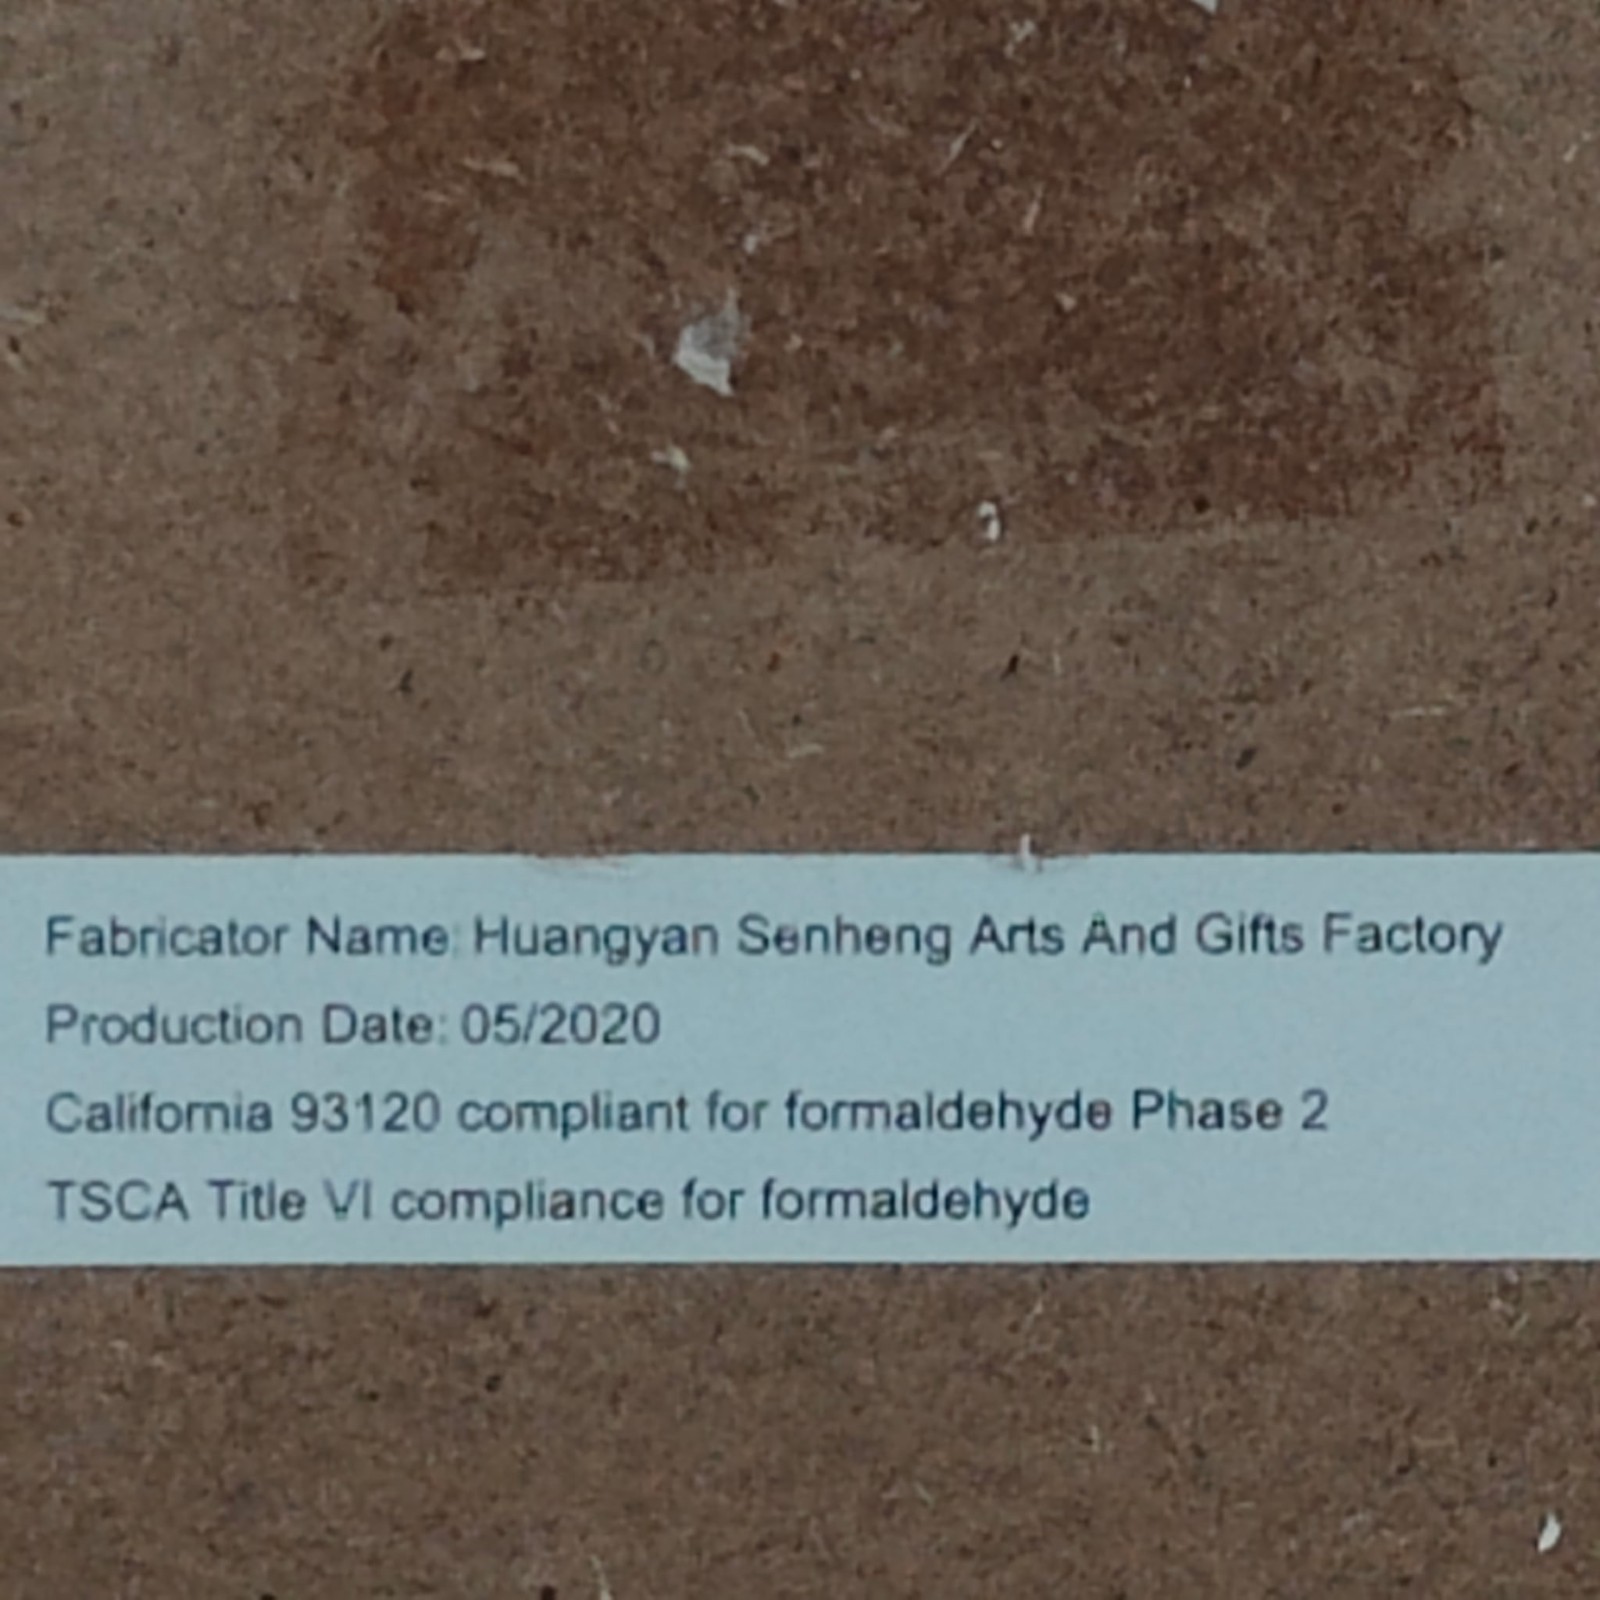 Fabricator Name: Huangyan Senheng Arts And Gifts Factory
Production Date: 05/2020
California 93120 compliant for formaldehyde Phase 2
TSCA Title VI compliance for formaldehyde